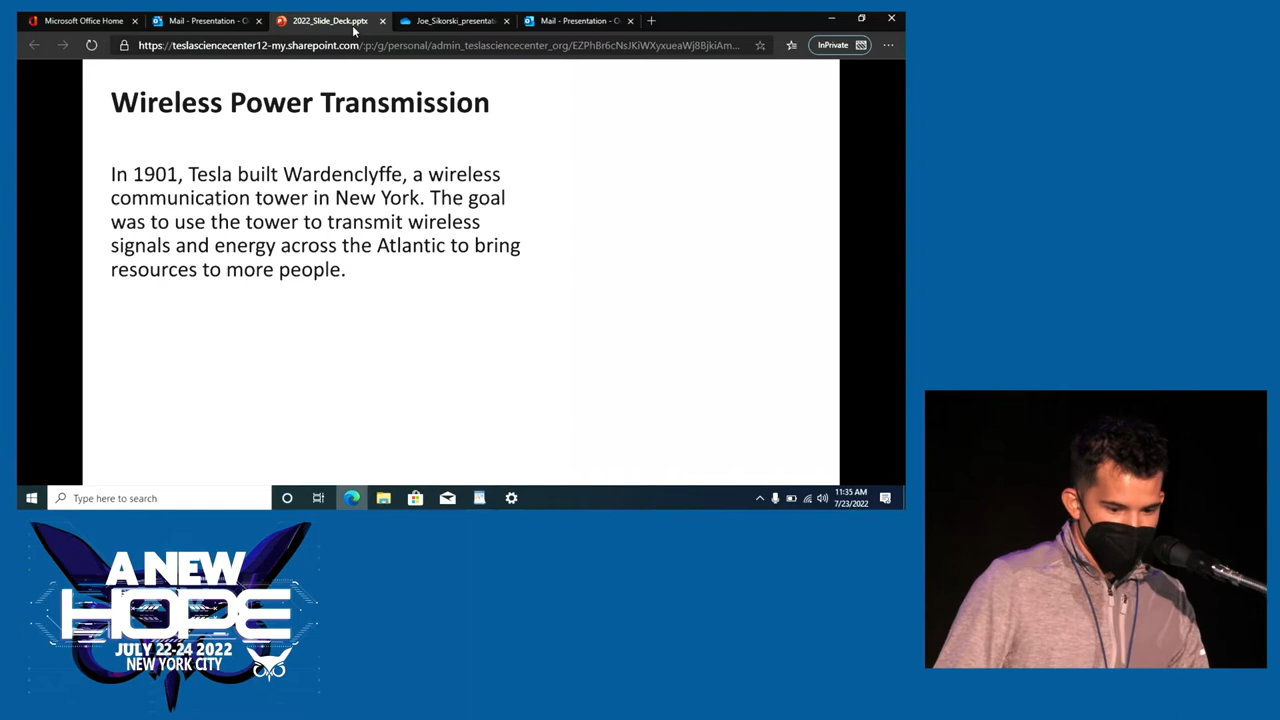 Microsoft Office Home
Mail - Presentation - O
2022_Slide_Deck.pptx
Joe_Sikorski_presentati
Mail - Presentation - O
https://teslasciencecenter12-my.sharepoint.com/:p:/g/personal/admin_teslasciencecenter_org/EZPhBr6cNsJKiWXyxueaWj8BjkiAm...
InPrivate
Wireless Power Transmission
In 1901, Tesla built Wardenclyffe, a wireless
communication tower in New York. The goal
was to use the tower to transmit wireless
signals and energy across the Atlantic to bring
resources to more people.
Type here to search
11:35 AM
7/23/2022
A NEW
HOPE
JULY 22-24 2022
NEW YORK CITY